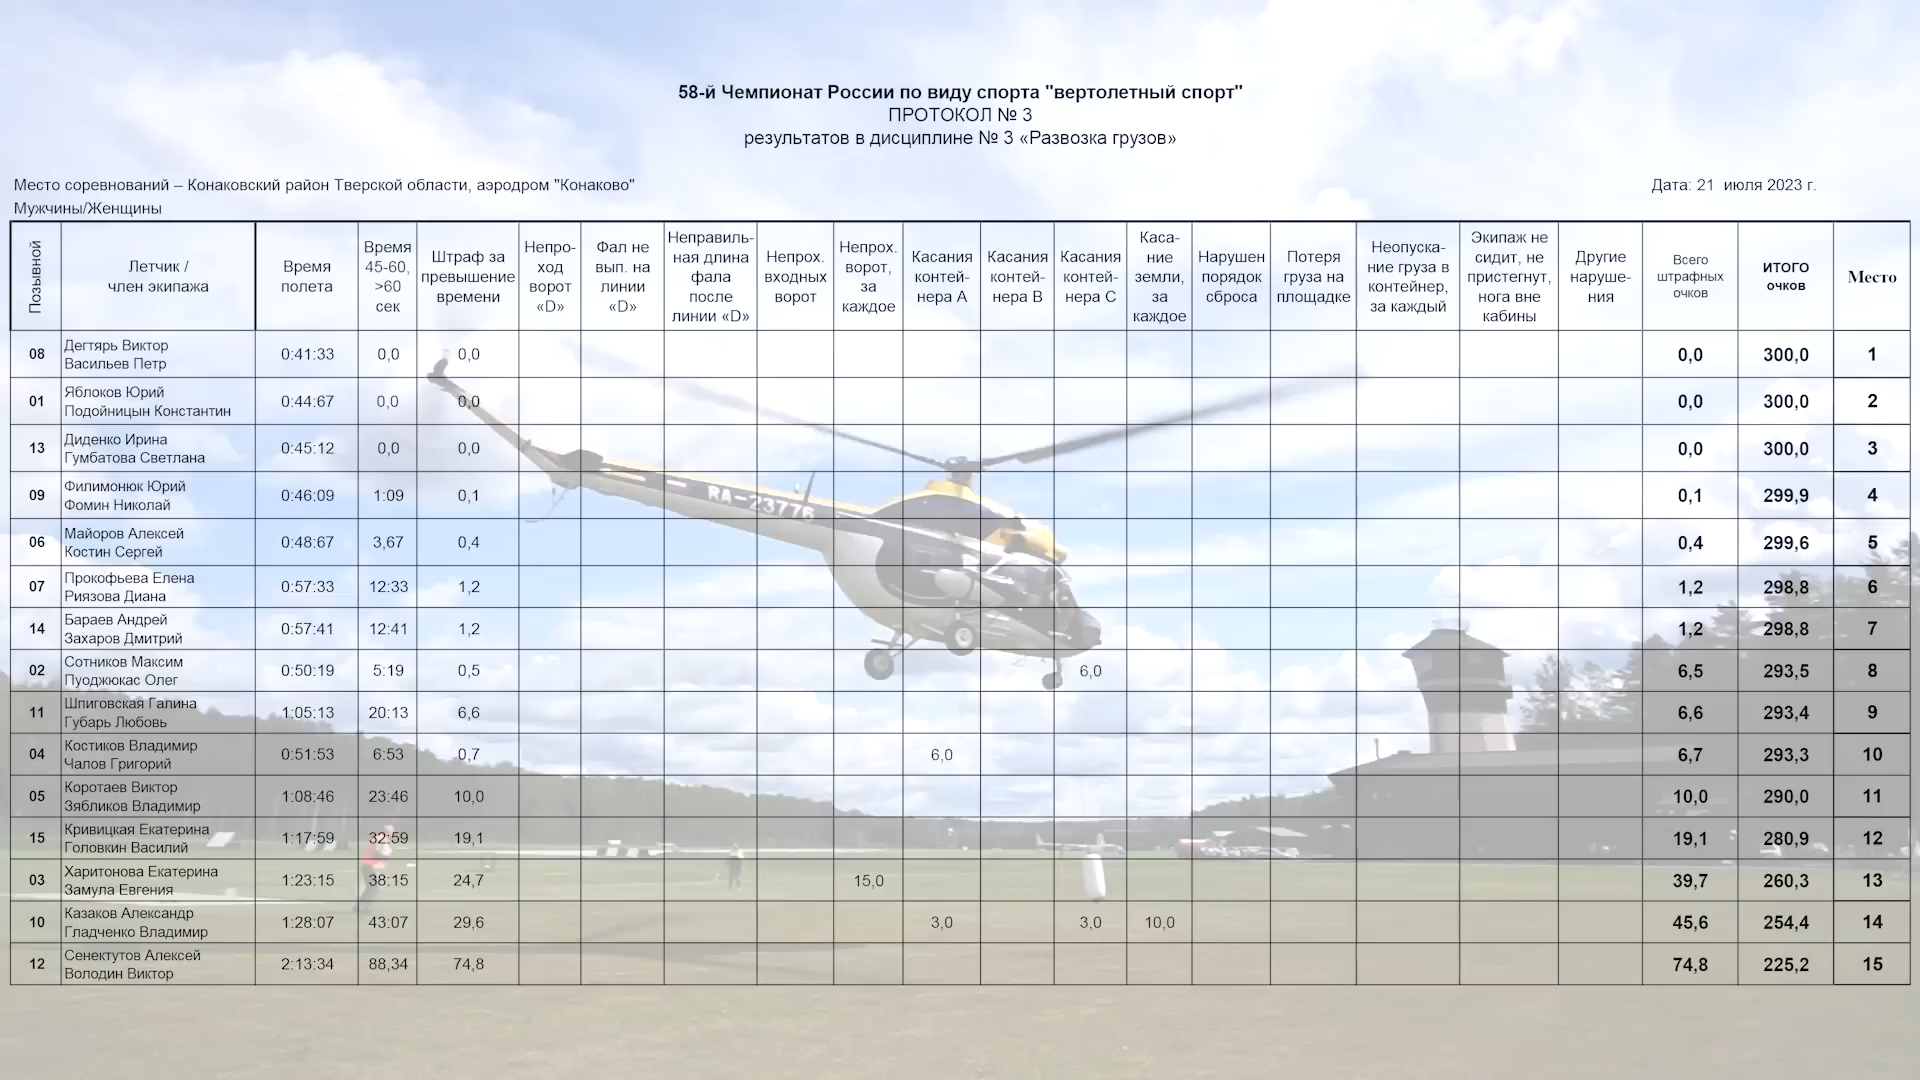 58-й Чемпионат России по виду спорта "вертолетный спорт"
ПРОТОКОЛ № 3
результатов в дисциплине № 3 «Развозка грузов»
Место соревнований – Конаковский район Тверской области, аэродром "Конаково"
Дата: 21 июля 2023 г.
Мужчины/Женщины
Позывной
Летчик /
член экипажа
Время
полета
Время
45-60,
>60
сек
Штраф за
превышение
времени
Непро-
ход
ворот
«D»
Фал не
вып. на
линии
«D»
Неправиль-
ная длина
фала
после
линии «D»
Непрох.
входных
ворот
Непрох.
ворот,
за
каждое
Касания
контей-
нера A
Касания
контей-
нера B
Касания
контей-
нера C
Каса-
ние
земли,
за
каждое
Нарушен
порядок
сброса
Потеря
груза на
площадке
Неопуска-
ние груза в
контейнер,
за каждый
Экипаж не
сидит, не
пристегнут,
нога вне
кабины
Другие
наруше-
ния
Всего
штрафных
очков
ИТОГО
очков
Место
08 Дегтярь Виктор
Васильев Петр 0:41:33 0,0 0,0 0,0 300,0 1
01 Яблоков Юрий
Подойницын Константин 0:44:67 0,0 0,0 0,0 300,0 2
13 Диденко Ирина
Гумбатова Светлана 0:45:12 0,0 0,0 0,0 300,0 3
09 Филимонюк Юрий
Фомин Николай 0:46:09 1:09 0,1 0,1 299,9 4
06 Майоров Алексей
Костин Сергей 0:48:67 3,67 0,4 0,4 299,6 5
07 Прокофьева Елена
Риязова Диана 0:57:33 12:33 1,2 1,2 298,8 6
14 Бараев Андрей
Захаров Дмитрий 0:57:41 12:41 1,2 1,2 298,8 7
02 Сотников Максим
Пуоджюкас Олег 0:50:19 5:19 0,5 6,0 6,5 293,5 8
11 Шпиговская Галина
Губарь Любовь 1:05:13 20:13 6,6 6,6 293,4 9
04 Костиков Владимир
Чалов Григорий 0:51:53 6:53 0,7 6,0 6,7 293,3 10
05 Коротаев Виктор
Зябликов Владимир 1:08:46 23:46 10,0 10,0 290,0 11
15 Кривицкая Екатерина
Головкин Василий 1:17:59 32:59 19,1 19,1 280,9 12
03 Харитонова Екатерина
Замула Евгения 1:23:15 38:15 24,7 15,0 39,7 260,3 13
10 Казаков Александр
Гладченко Владимир 1:28:07 43:07 29,6 3,0 3,0 10,0 45,6 254,4 14
12 Сенектутов Алексей
Володин Виктор 2:13:34 88,34 74,8 74,8 225,2 15
RA-23776